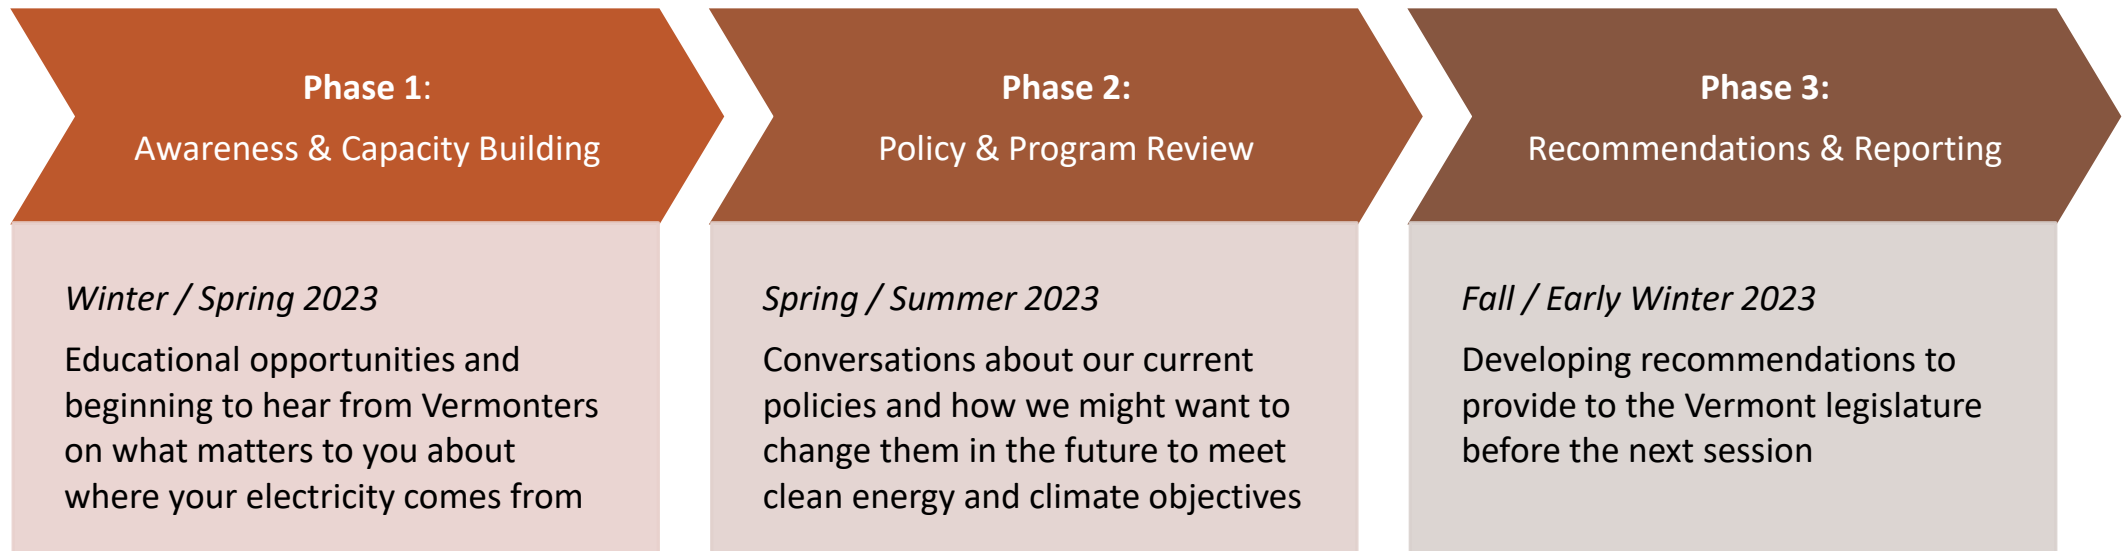 Phase 1:
Awareness & Capacity Building
Winter / Spring 2023
Educational opportunities and
beginning to hear from Vermonters
on what matters to you about
where your electricity comes from
Phase 2:
Policy & Program Review
Spring / Summer 2023
Conversations about our current
policies and how we might want to
change them in the future to meet
clean energy and climate objectives
Phase 3:
Recommendations & Reporting
Fall / Early Winter 2023
Developing recommendations to
provide to the Vermont legislature
before the next session